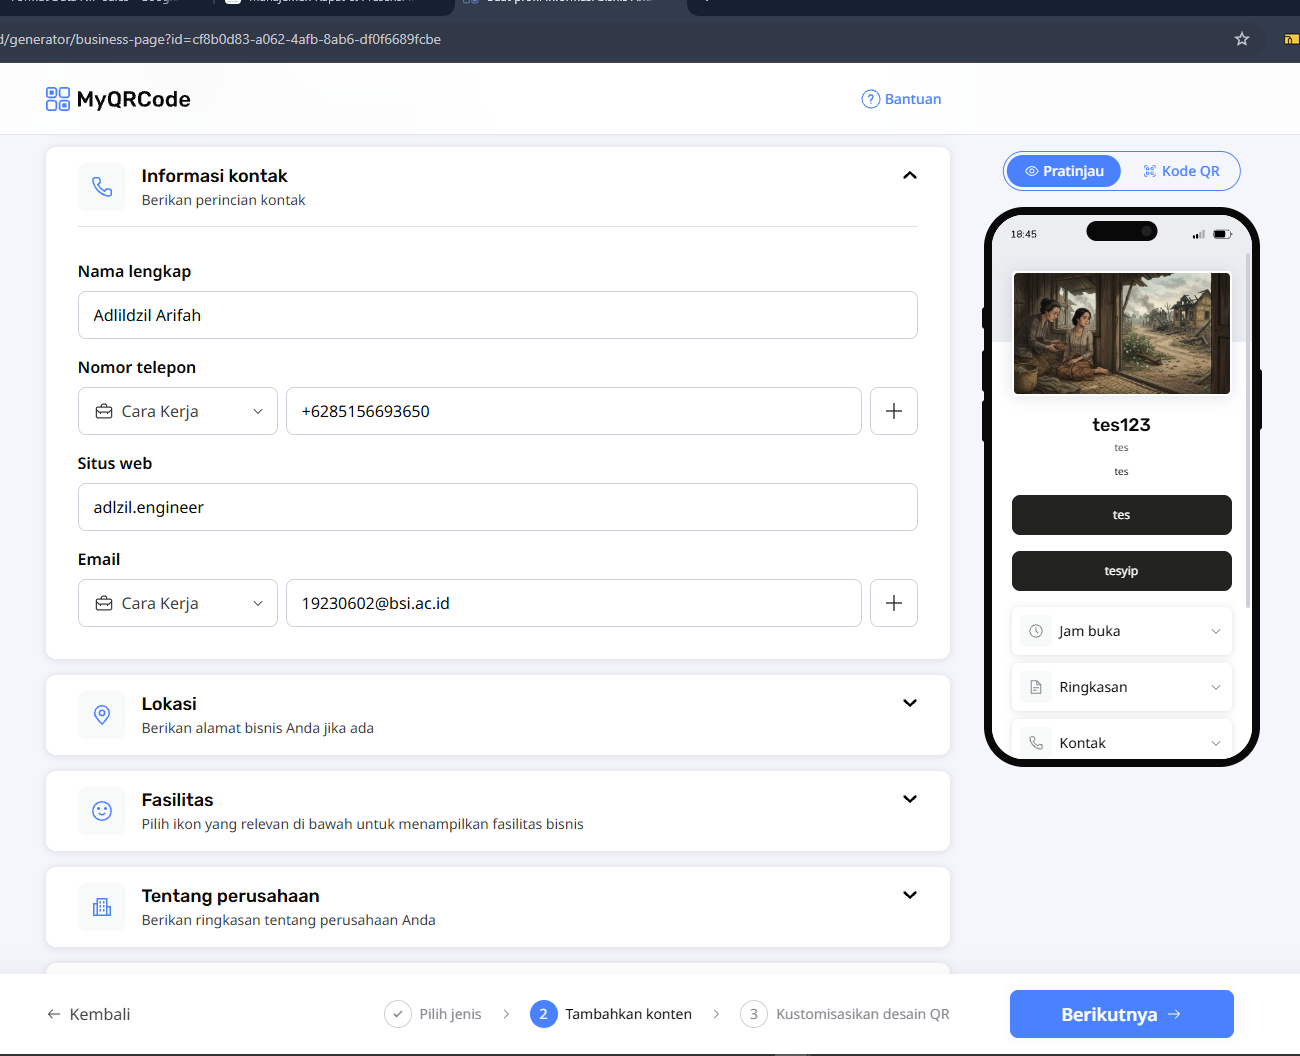 d/generator/business-page?id=cf8b0d83-a062-4afb-8ab6-df0f6689fcbe
MyQRCode
Bantuan
Informasi kontak
Berikan perincian kontak
Nama lengkap
Adlildzil Arifah
Nomor telepon
Cara Kerja
+6285156693650
Situs web
adlzil.engineer
Email
Cara Kerja
19230602@bsi.ac.id
Lokasi
Berikan alamat bisnis Anda jika ada
Fasilitas
Pilih ikon yang relevan di bawah untuk menampilkan fasilitas bisnis
Tentang perusahaan
Berikan ringkasan tentang perusahaan Anda
Pratinjau
Kode QR
18:45
tes123
tes
tes
tes
tesyip
Jam buka
Ringkasan
Kontak
Kembali
Pilih jenis
2 Tambahkan konten
3 Kustomisasikan desain QR
Berikutnya